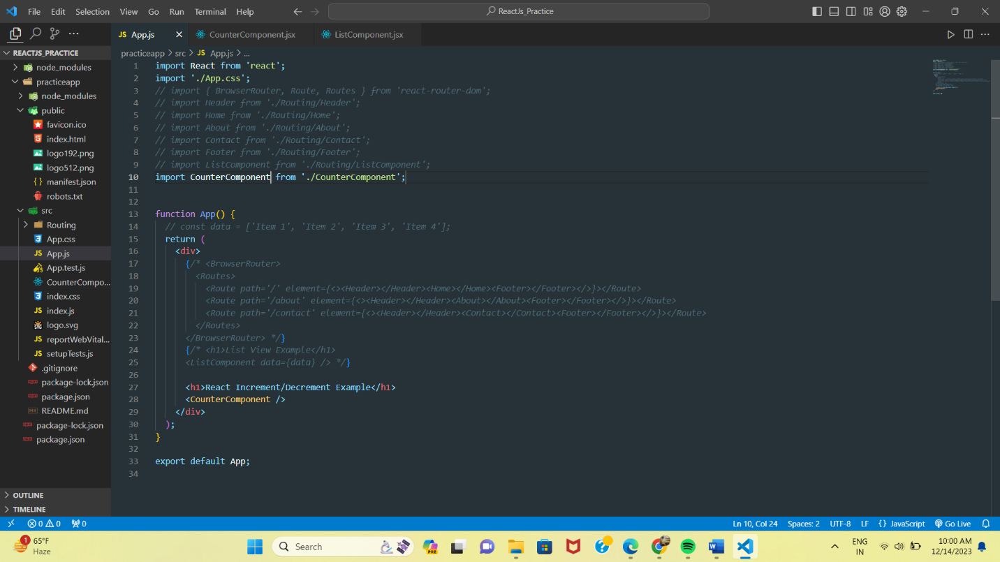 File Edit Selection View Go Run Terminal Help
ReactJs_Practice
REACTJS_PRACTICE
node_modules
practiceapp
node_modules
public
favicon.ico
index.html
logo192.png
logo512.png
{ } manifest.json
robots.txt
src
Routing
App.css
JS App.js
App.test.js
CounterCompo...
index.css
JS index.js
SVG logo.svg
JS reportWebVital...
JS setupTests.js
.gitignore
package-lock.json
package.json
README.md
package-lock.json
package.json
OUTLINE
TIMELINE
JS App.js CounterComponent.jsx ListComponent.jsx
practiceapp > src > JS App.js > ...
1 import React from 'react';
2 import './App.css';
3 // import { BrowserRouter, Route, Routes } from 'react-router-dom';
4 // import Header from './Routing/Header';
5 // import Home from './Routing/Home';
6 // import About from './Routing/About';
7 // import Contact from './Routing/Contact';
8 // import Footer from './Routing/Footer';
9 // import ListComponent from './Routing/ListComponent';
10 import CounterComponent from './CounterComponent';
11
12
13 function App() {
14 // const data = ['Item 1', 'Item 2', 'Item 3', 'Item 4'];
15 return (
16 <div>
17 {/* <BrowserRouter>
18 <Routes>
19 <Route path='/' element={<><Header></Header><Home></Home><Footer></Footer></>}></Route>
20 <Route path='/about' element={<><Header></Header><About></About><Footer></Footer></>}></Route>
21 <Route path='/contact' element={<><Header></Header><Contact></Contact><Footer></Footer></>}></Route>
22 </Routes>
23 </BrowserRouter> */}
24 {/* <h1>List View Example</h1>
25 <ListComponent data={data} /> */}
26
27 <h1>React Increment/Decrement Example</h1>
28 <CounterComponent />
29 </div>
30 );
31 }
32
33 export default App;
34
0 0 0
Ln 10, Col 24 Spaces: 2 UTF-8 LF { } JavaScript Go Live
1 65°F
Haze
Search
PRE
ENG
IN
10:00 AM
12/14/2023